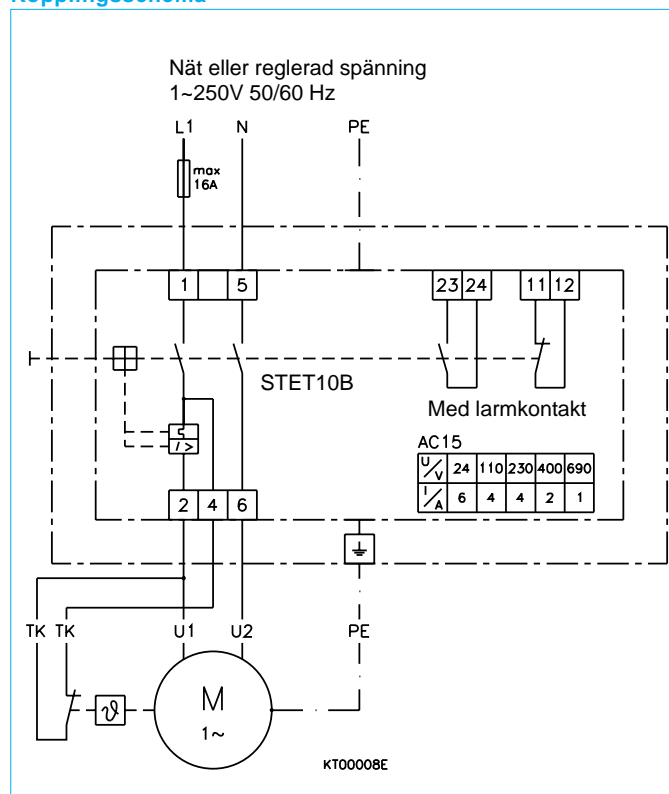 Kopplingsschema
Nät eller reglerad spänning
1~250V 50/60 Hz
L1 N PE
max
16A
1 5 23 24 11 12
STET10B
Med larmkontakt
I >
AC15
U/V 24 110 230 400 690
I/A 6 4 4 2 1
2 4 6
TK TK U1 U2 PE
M
1~
ϑ
KT00008E